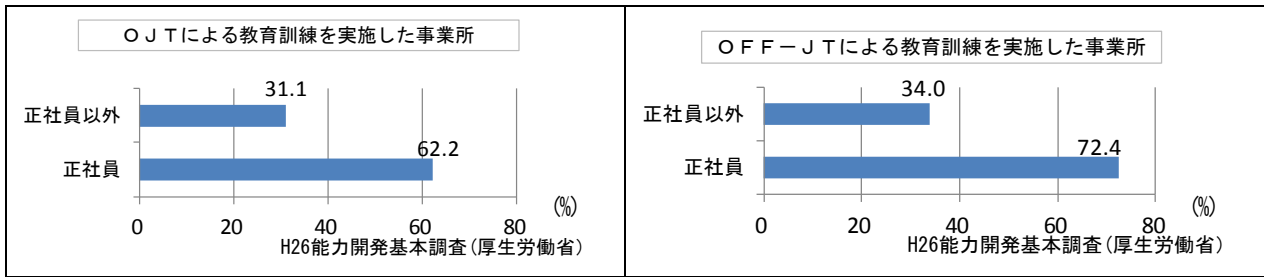 ＯＪＴによる教育訓練を実施した事業所
31.1
正社員以外
62.2
正社員
0 20 40 60 80
(%)
H26能力開発基本調査(厚生労働省)
ＯＦＦ－ＪＴによる教育訓練を実施した事業所
34.0
正社員以外
72.4
正社員
0 20 40 60 80
(%)
H26能力開発基本調査(厚生労働省)